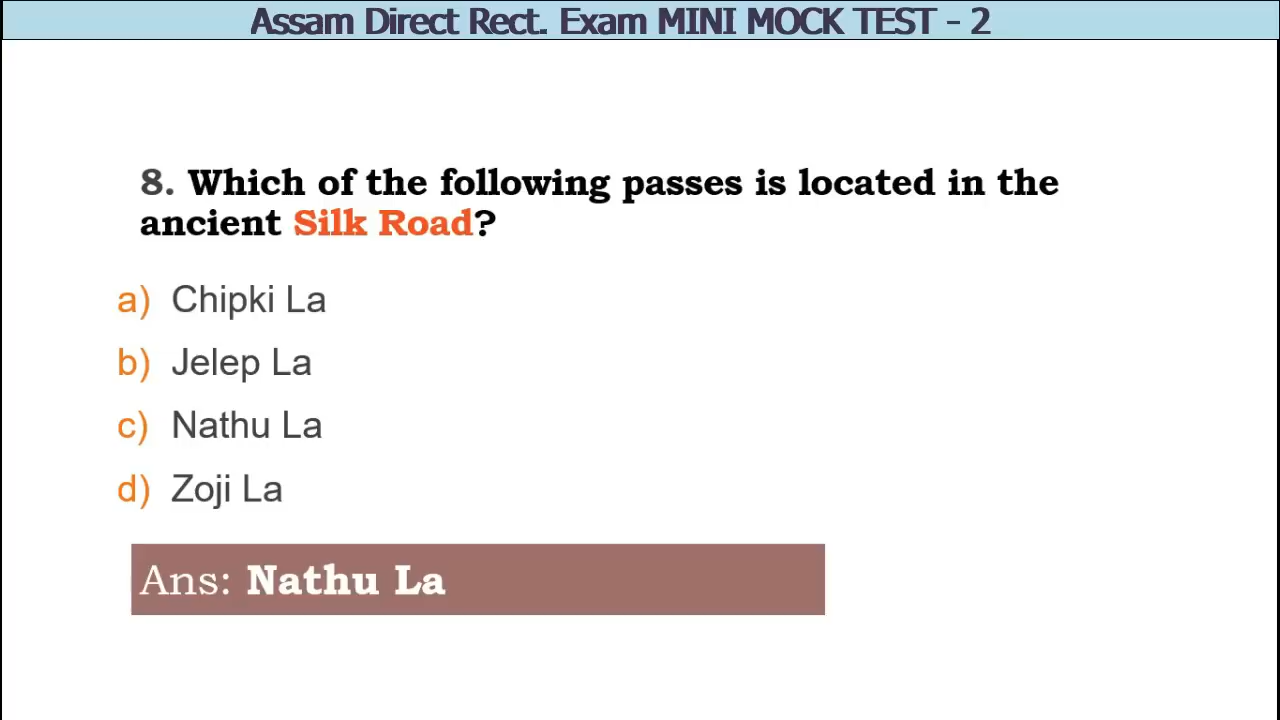 Assam Direct Rect. Exam MINI MOCK TEST - 2
8. Which of the following passes is located in the
ancient Silk Road?
a) Chipki La
b) Jelep La
c) Nathu La
d) Zoji La
Ans: Nathu La